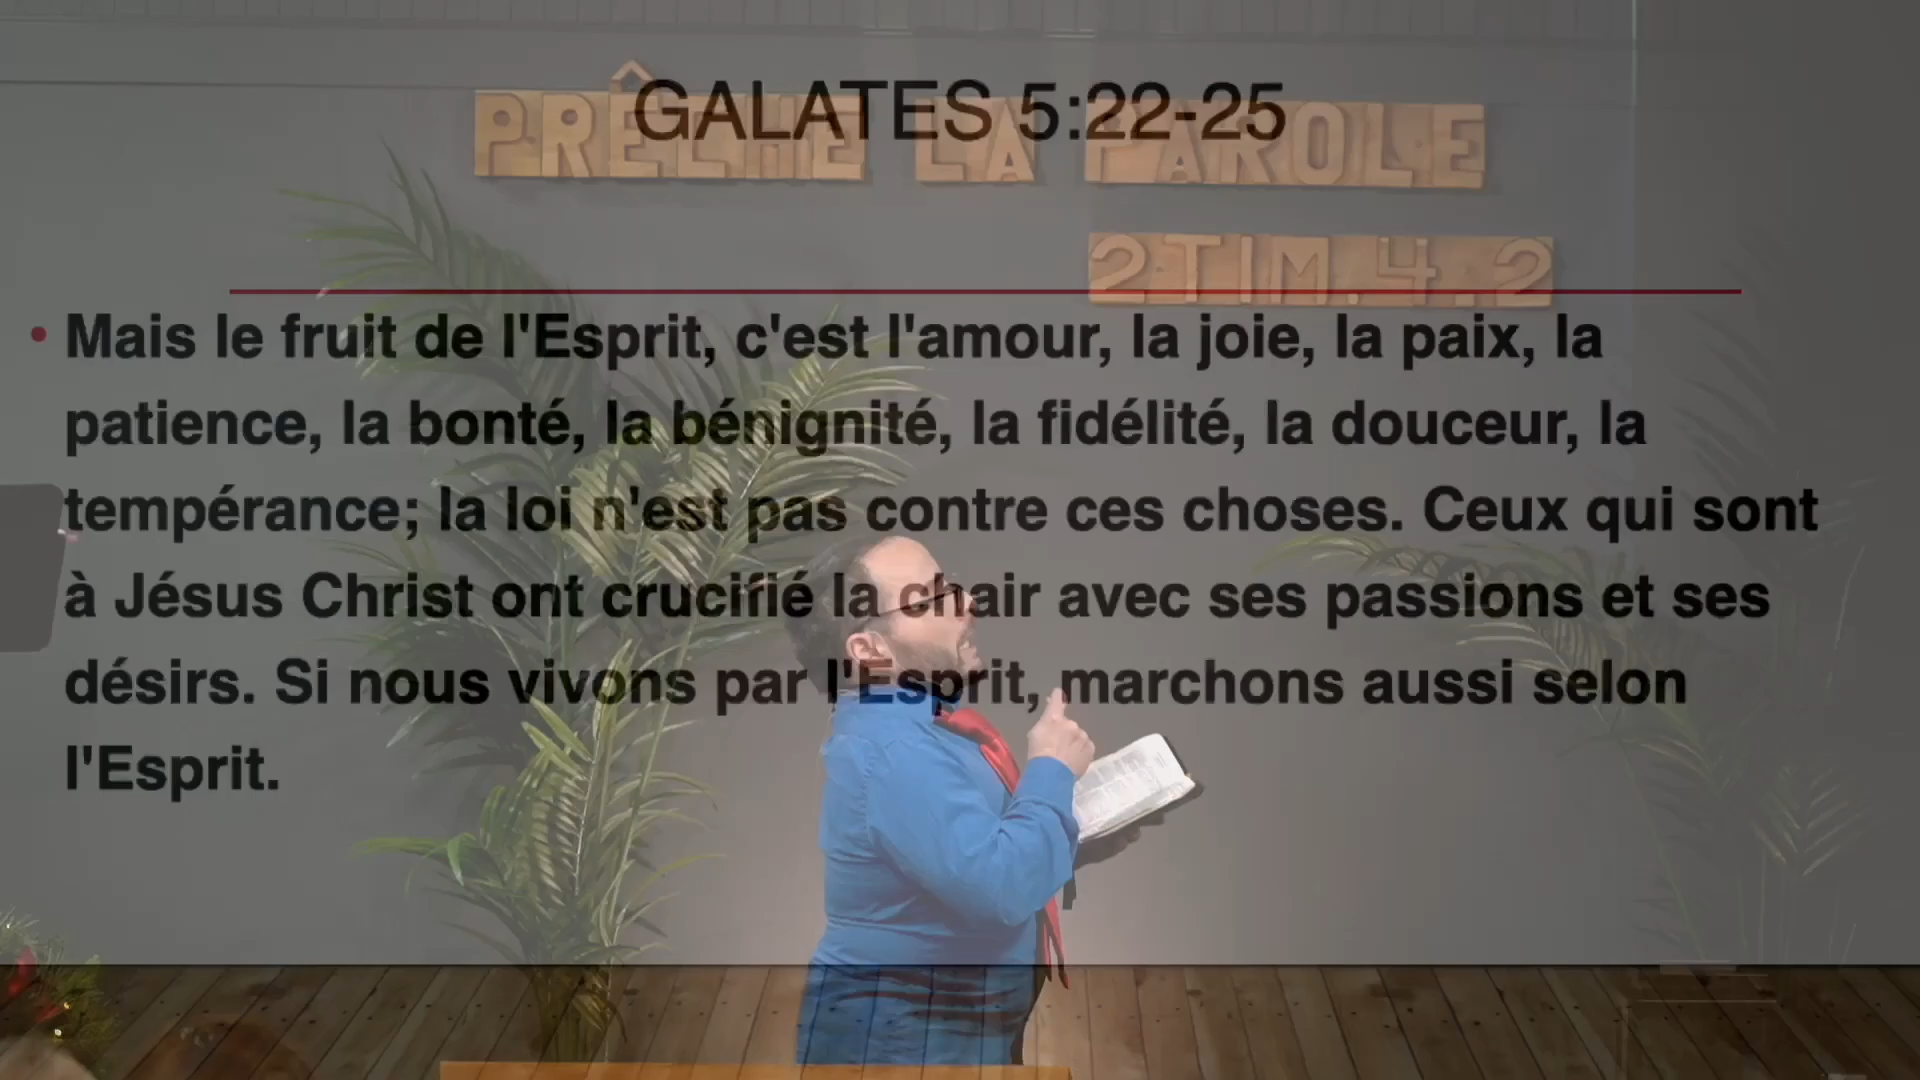 GALATES 5:22-25
PRÊCHE LA PAROLE
2 TIM. 4. 2
• Mais le fruit de l'Esprit, c'est l'amour, la joie, la paix, la
patience, la bonté, la bénignité, la fidélité, la douceur, la
tempérance; la loi n'est pas contre ces choses. Ceux qui sont
à Jésus Christ ont crucifié la chair avec ses passions et ses
désirs. Si nous vivons par l'Esprit, marchons aussi selon
l'Esprit.